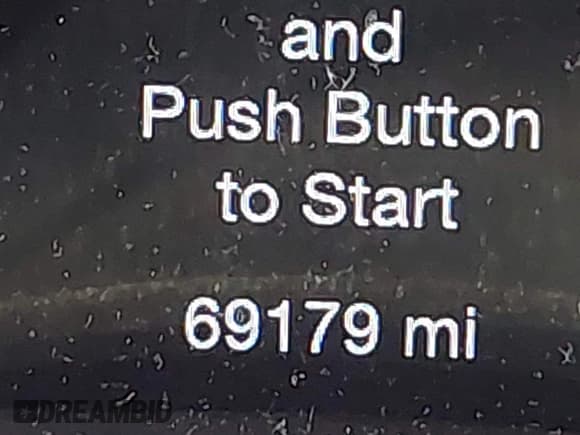 and
Push Button
to Start
69179 mi
DREAMBID